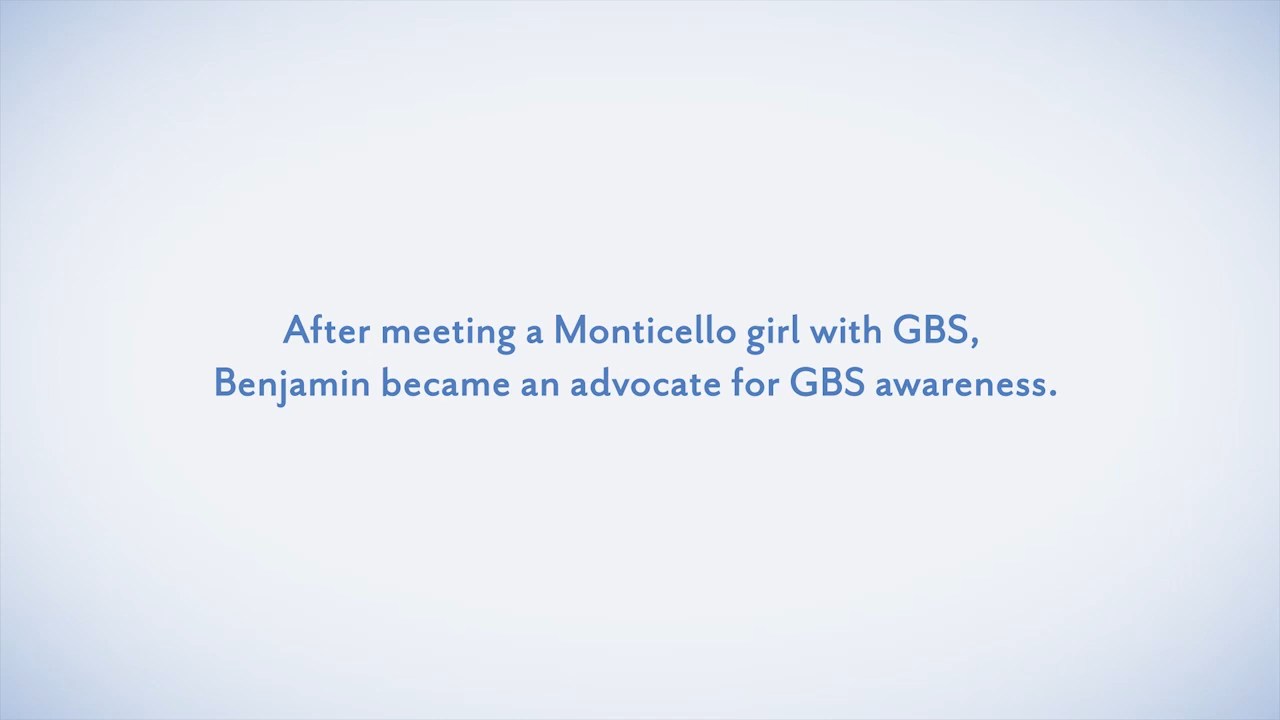 After meeting a Monticello girl with GBS,
Benjamin became an advocate for GBS awareness.